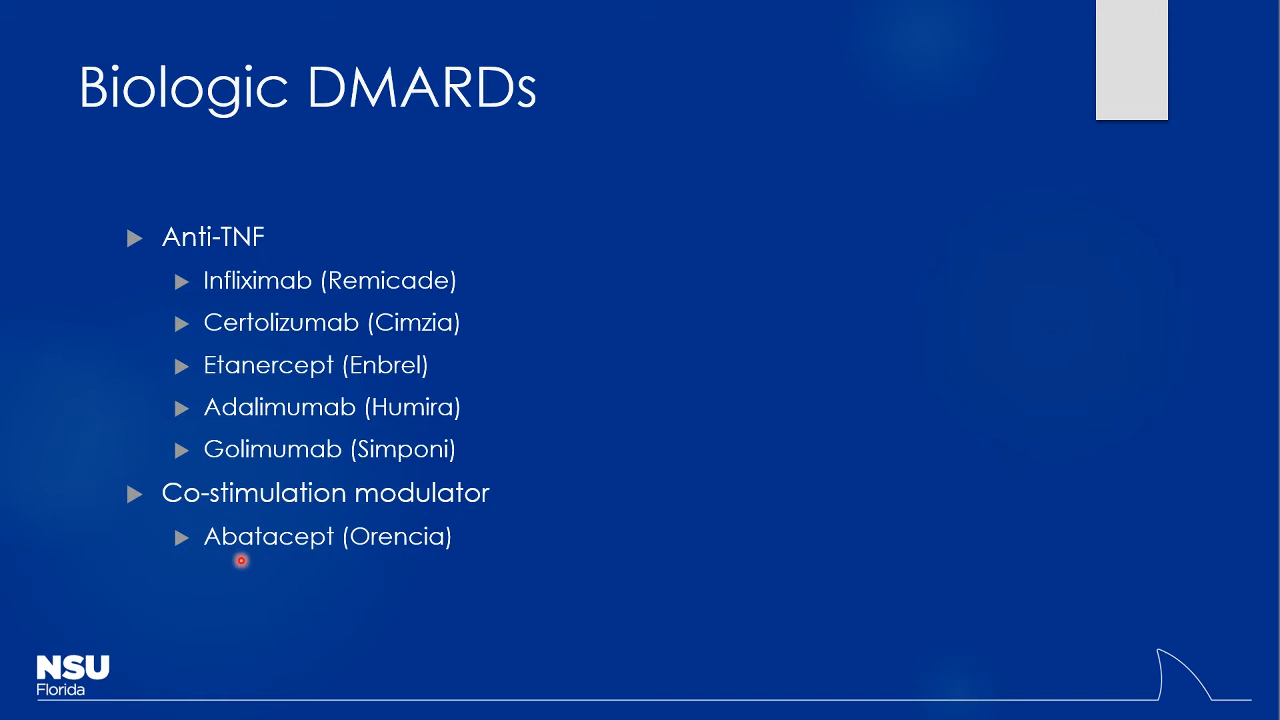 Biologic DMARDs
Anti-TNF
Infliximab (Remicade)
Certolizumab (Cimzia)
Etanercept (Enbrel)
Adalimumab (Humira)
Golimumab (Simponi)
Co-stimulation modulator
Abatacept (Orencia)
NSU
Florida